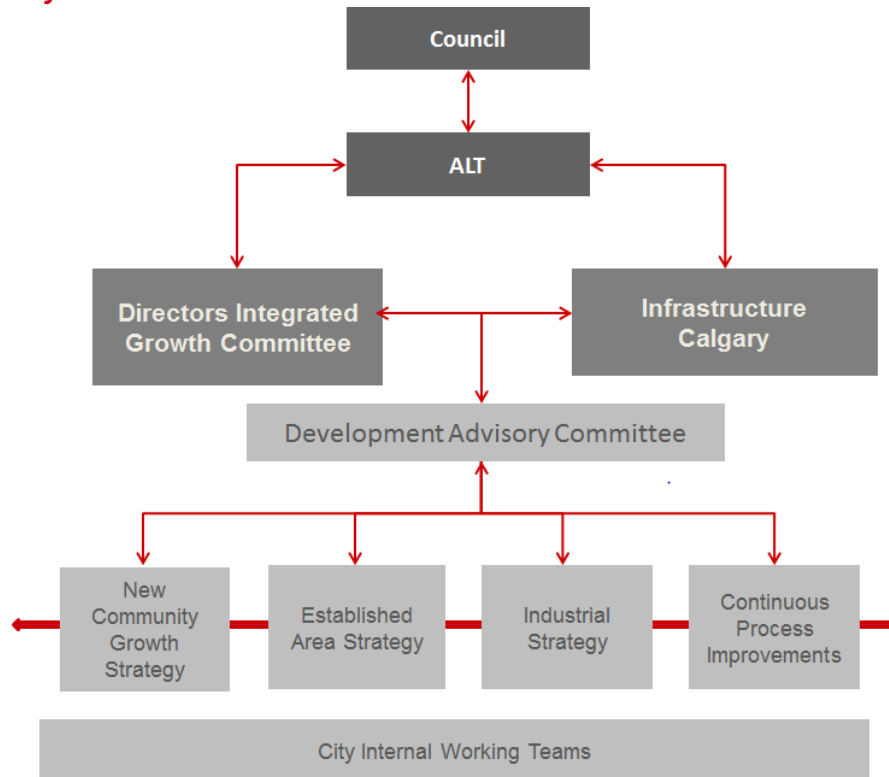 Council
ALT
Directors Integrated
Growth Committee
Infrastructure
Calgary
Development Advisory Committee
New
Community
Growth
Strategy
Established
Area Strategy
Industrial
Strategy
Continuous
Process
Improvements
City Internal Working Teams